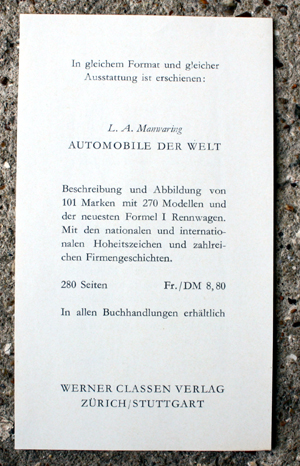 In gleichem Format und gleicher
Ausstattung ist erschienen:
L. A. Manwaring
AUTOMOBILE DER WELT
Beschreibung und Abbildung von
101 Marken mit 270 Modellen und
der neuesten Formel I Rennwagen.
Mit den nationalen und internatio-
nalen Hoheitszeichen und zahlrei-
chen Firmengeschichten.
280 Seiten Fr./DM 8,80
In allen Buchhandlungen erhältlich
WERNER CLASSEN VERLAG
ZÜRICH/STUTTGART